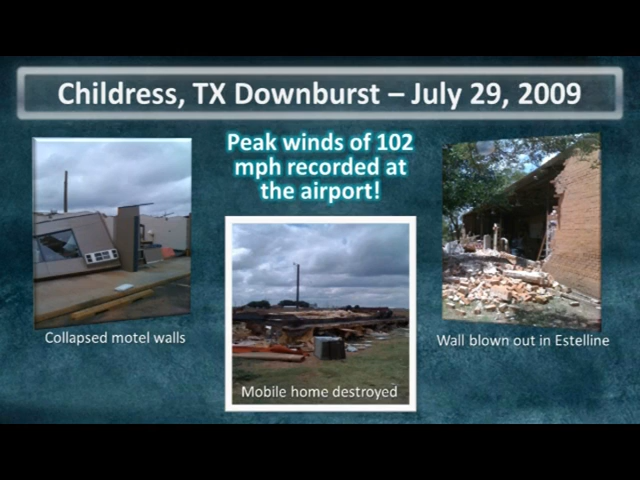 Childress, TX Downburst – July 29, 2009
Peak winds of 102
mph recorded at
the airport!
Collapsed motel walls
Mobile home destroyed
Wall blown out in Estelline